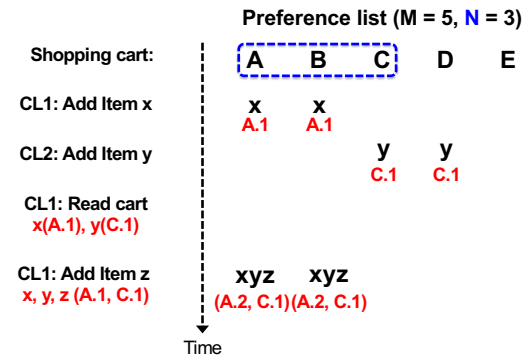 Preference list (M = 5, N = 3)
Shopping cart: A B C D E
CL1: Add Item x x x
A.1 A.1
CL2: Add Item y y y
C.1 C.1
CL1: Read cart
x(A.1), y(C.1)
CL1: Add Item z xyz xyz
x, y, z (A.1, C.1) (A.2, C.1) (A.2, C.1)
Time